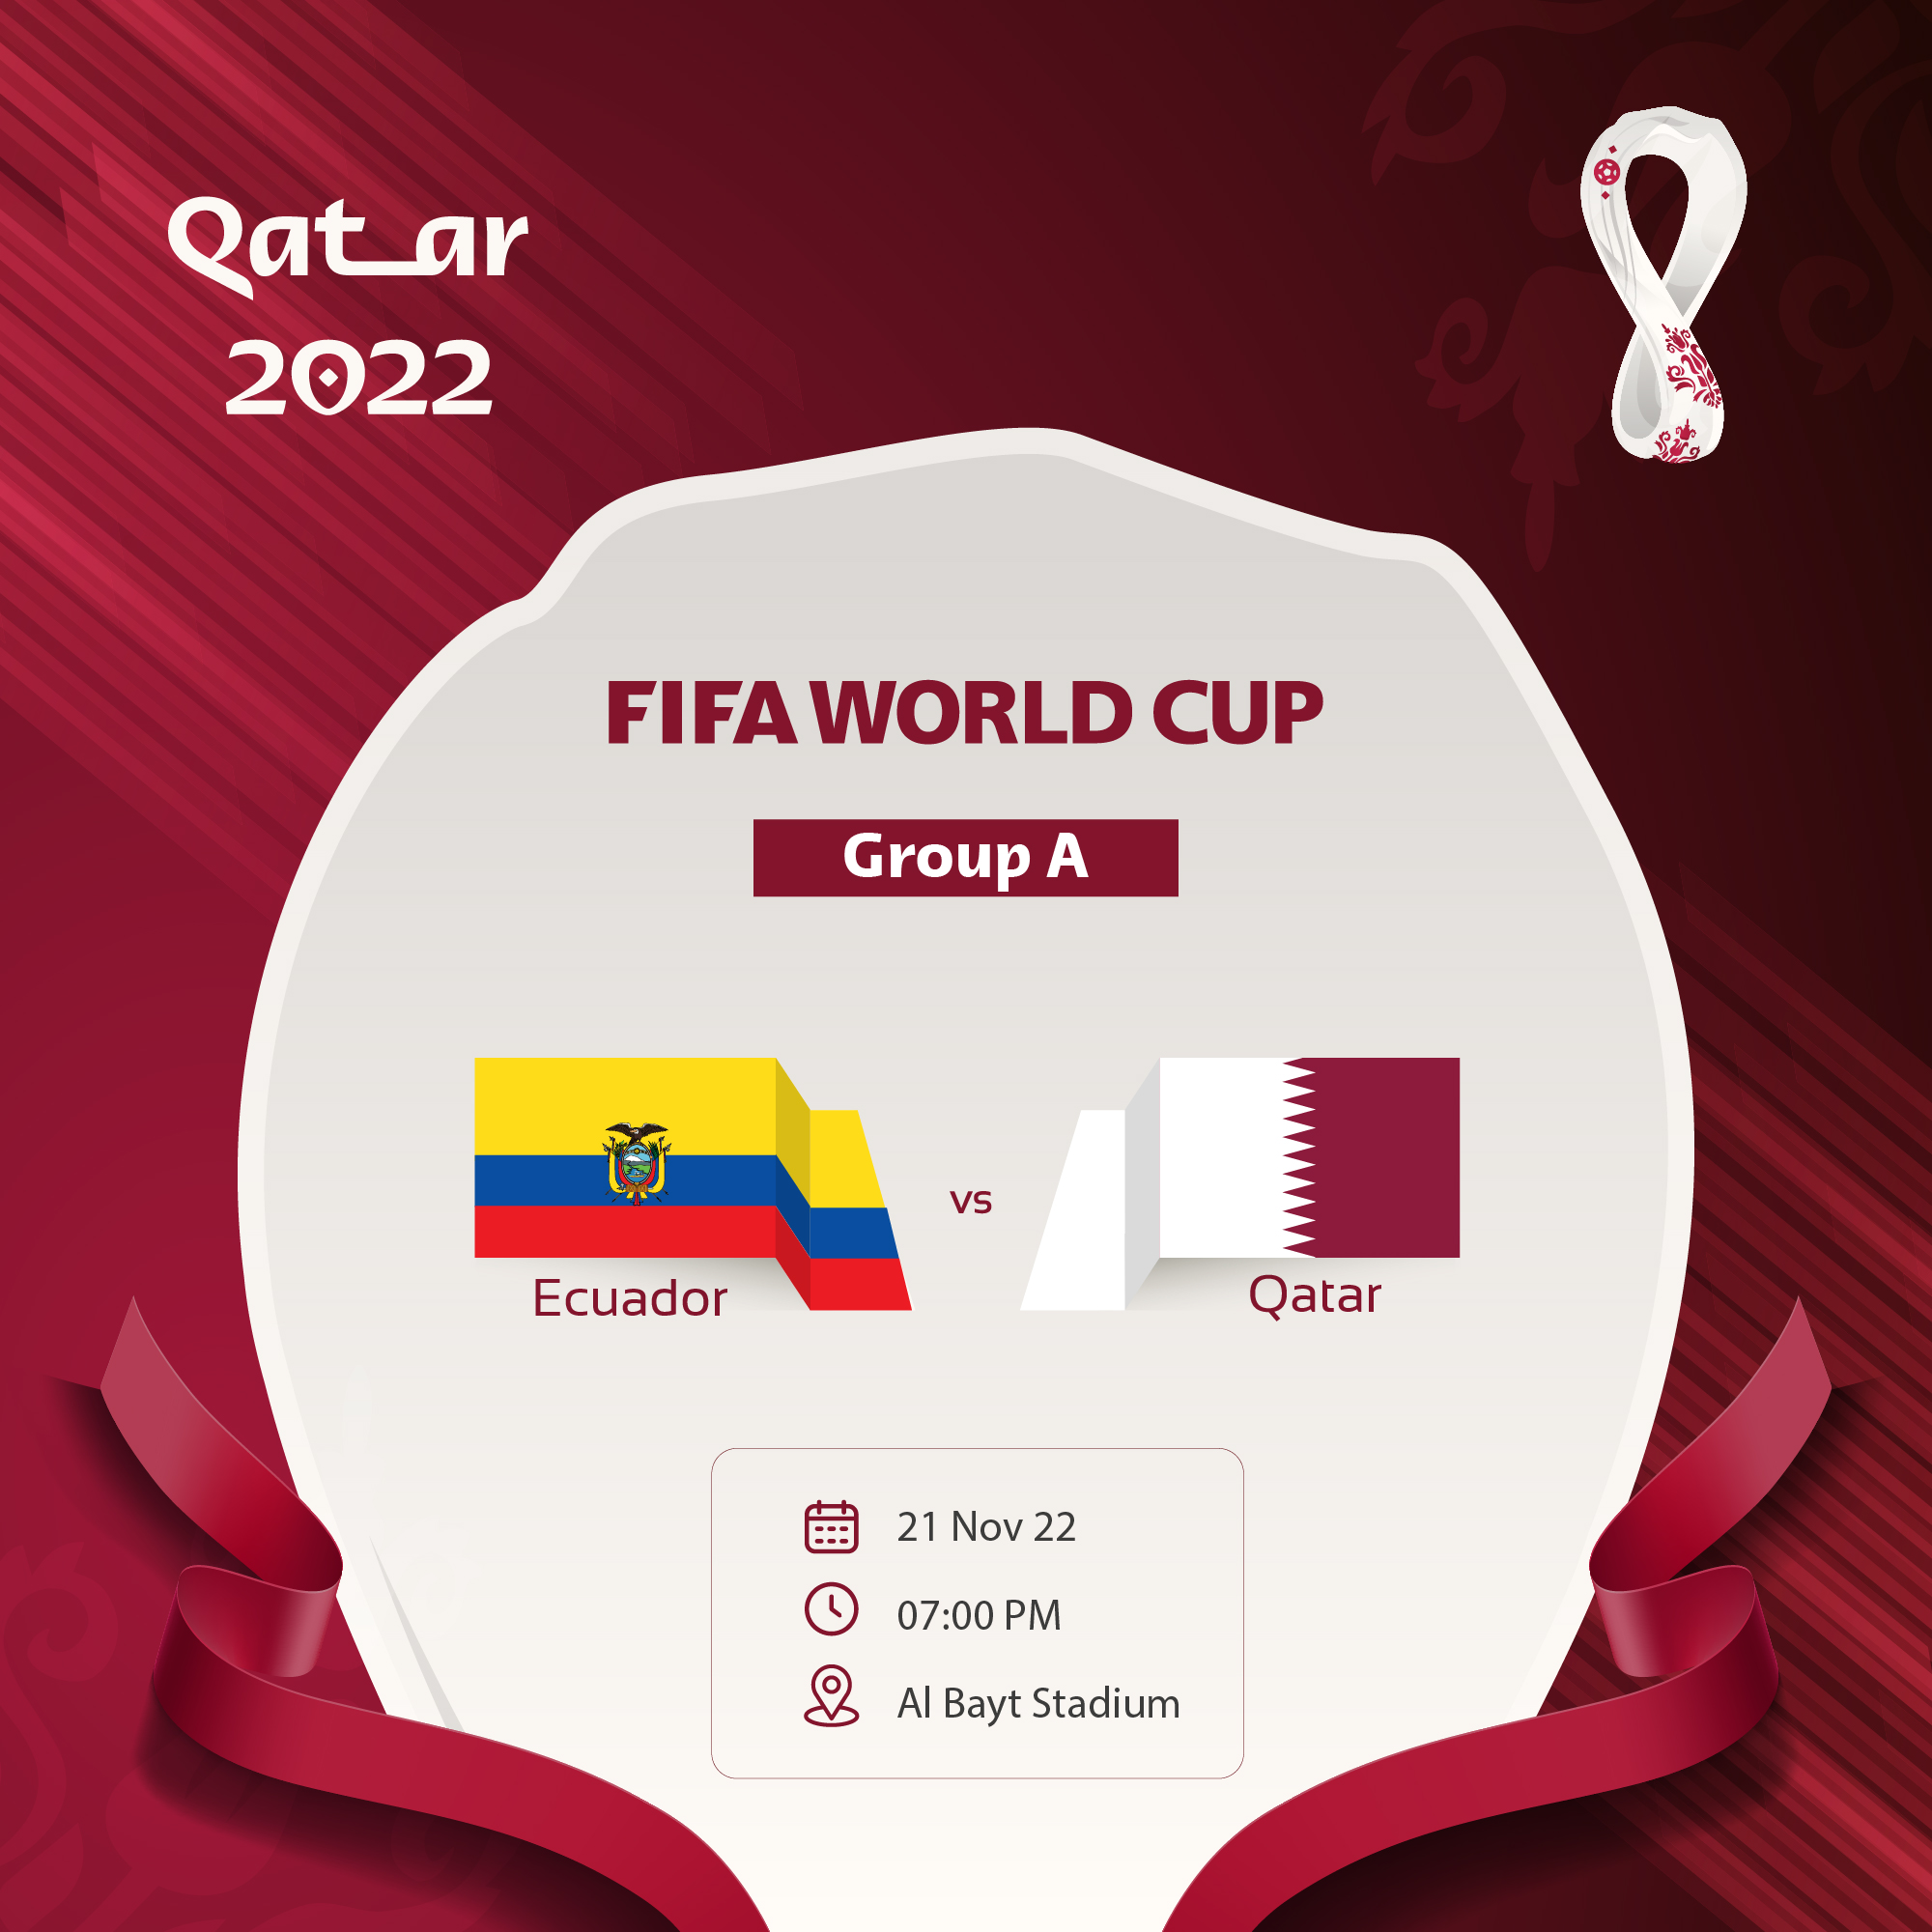 Qatar
2022
FIFA WORLD CUP
Group A
vs
Ecuador
Qatar
21 Nov 22
07:00 PM
Al Bayt Stadium